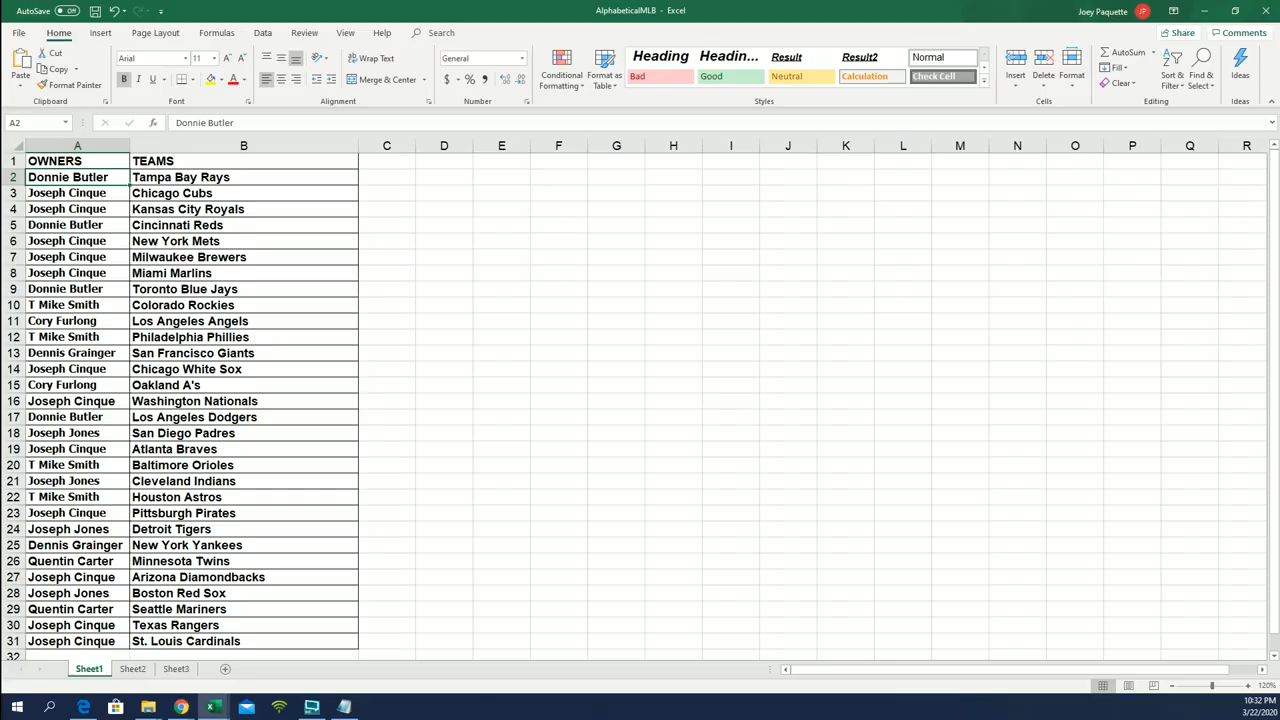 AutoSave Off AlphabeticalMLB - Excel Joey Paquette JP
File Home Insert Page Layout Formulas Data Review View Help Search Share Comments
Paste Cut Copy Format Painter Clipboard
Arial 11 A A B I U A Font
Wrap Text Merge & Center Alignment
General $ % , Number
Conditional Formatting Format as Table
Heading Headin... Result Result2 Normal
Bad Good Neutral Calculation Check Cell
Styles
Insert Delete Format Cells
AutoSum Fill Clear Sort & Filter Find & Select Editing
Ideas Ideas
A2 fx Donnie Butler
A B C D E F G H I J K L M N O P Q R
1 OWNERS TEAMS
2 Donnie Butler Tampa Bay Rays
3 Joseph Cinque Chicago Cubs
4 Joseph Cinque Kansas City Royals
5 Donnie Butler Cincinnati Reds
6 Joseph Cinque New York Mets
7 Joseph Cinque Milwaukee Brewers
8 Joseph Cinque Miami Marlins
9 Donnie Butler Toronto Blue Jays
10 T Mike Smith Colorado Rockies
11 Cory Furlong Los Angeles Angels
12 T Mike Smith Philadelphia Phillies
13 Dennis Grainger San Francisco Giants
14 Joseph Cinque Chicago White Sox
15 Cory Furlong Oakland A's
16 Joseph Cinque Washington Nationals
17 Donnie Butler Los Angeles Dodgers
18 Joseph Jones San Diego Padres
19 Joseph Cinque Atlanta Braves
20 T Mike Smith Baltimore Orioles
21 Joseph Jones Cleveland Indians
22 T Mike Smith Houston Astros
23 Joseph Cinque Pittsburgh Pirates
24 Joseph Jones Detroit Tigers
25 Dennis Grainger New York Yankees
26 Quentin Carter Minnesota Twins
27 Joseph Cinque Arizona Diamondbacks
28 Joseph Jones Boston Red Sox
29 Quentin Carter Seattle Mariners
30 Joseph Cinque Texas Rangers
31 Joseph Cinque St. Louis Cardinals
32
Sheet1 Sheet2 Sheet3
120%
10:32 PM
3/22/2020